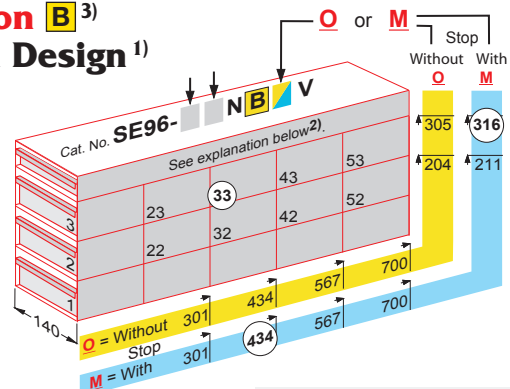 on B 3)
Design 1)
O or M
Stop
Without With
O M
Cat. No. SE96- N B V
See explanation below2).
305 316
204 211
3 23 33 43 53
2 22 32 42 52
1
140
O = Without 301 434 567 700
Stop
M = With 301 434 567 700